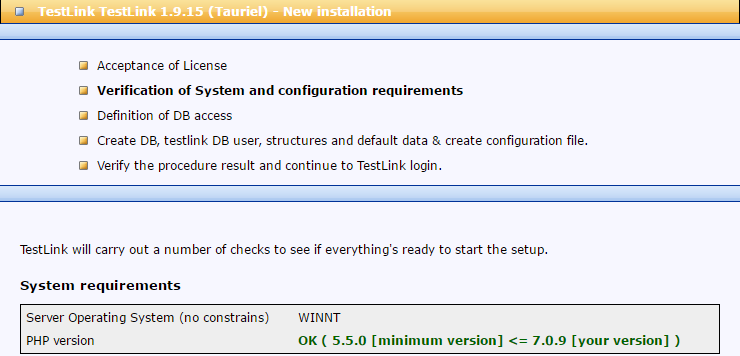 TestLink TestLink 1.9.15 (Tauriel) - New installation
Acceptance of License
Verification of System and configuration requirements
Definition of DB access
Create DB, testlink DB user, structures and default data & create configuration file.
Verify the procedure result and continue to TestLink login.
TestLink will carry out a number of checks to see if everything's ready to start the setup.
System requirements
Server Operating System (no constrains) WINNT
PHP version OK ( 5.5.0 [minimum version] <= 7.0.9 [your version] )